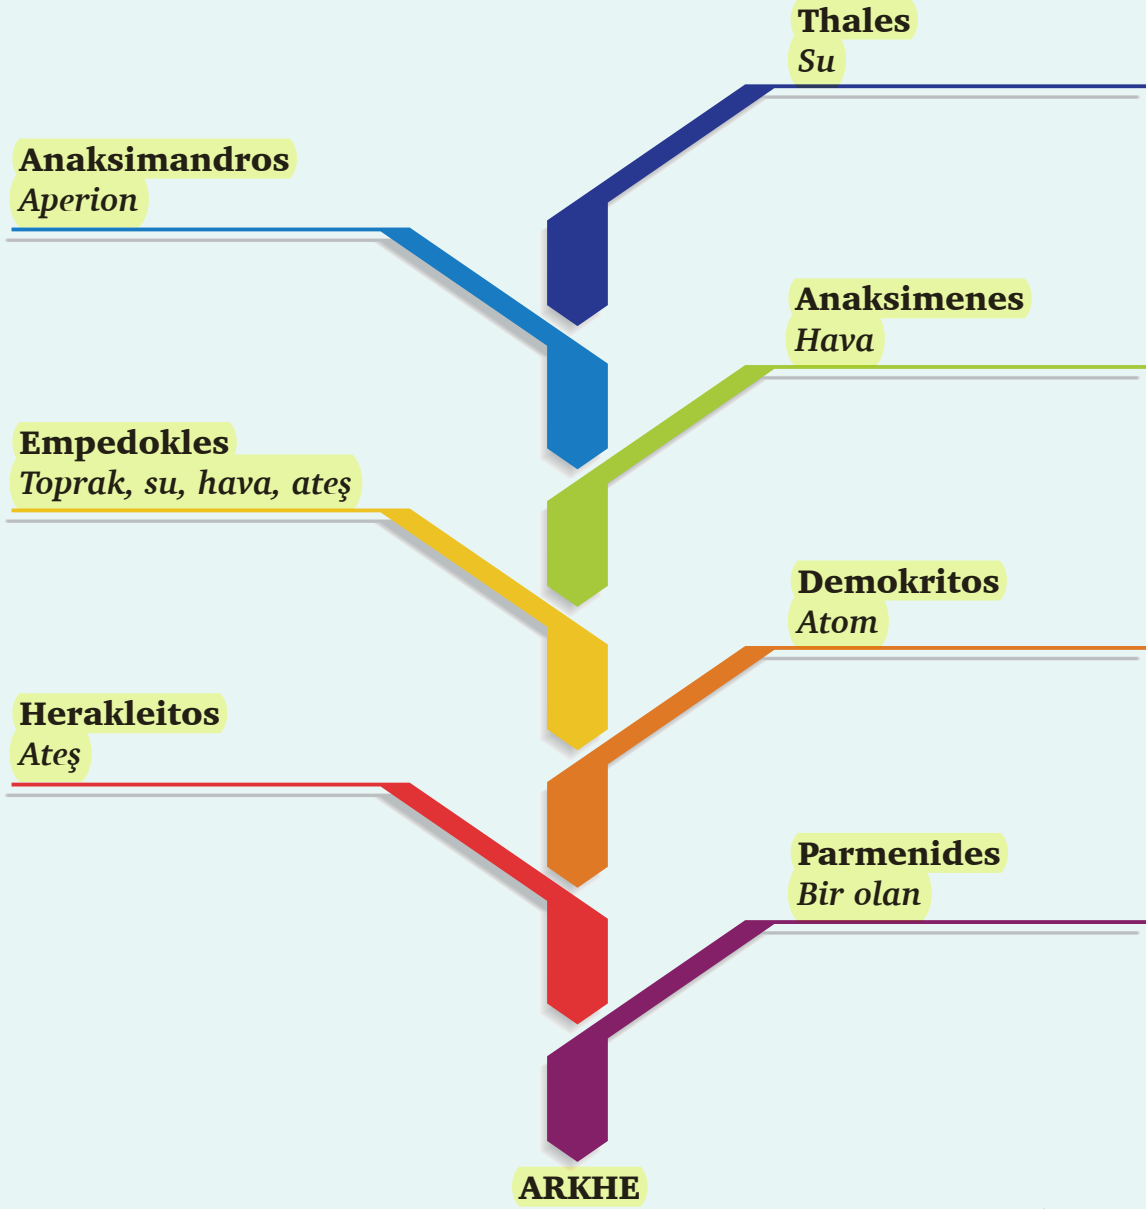 Thales
Su
Anaksimandros
Aperion
Anaksimenes
Hava
Empedokles
Toprak, su, hava, ateş
Demokritos
Atom
Herakleitos
Ateş
Parmenides
Bir olan
ARKHE